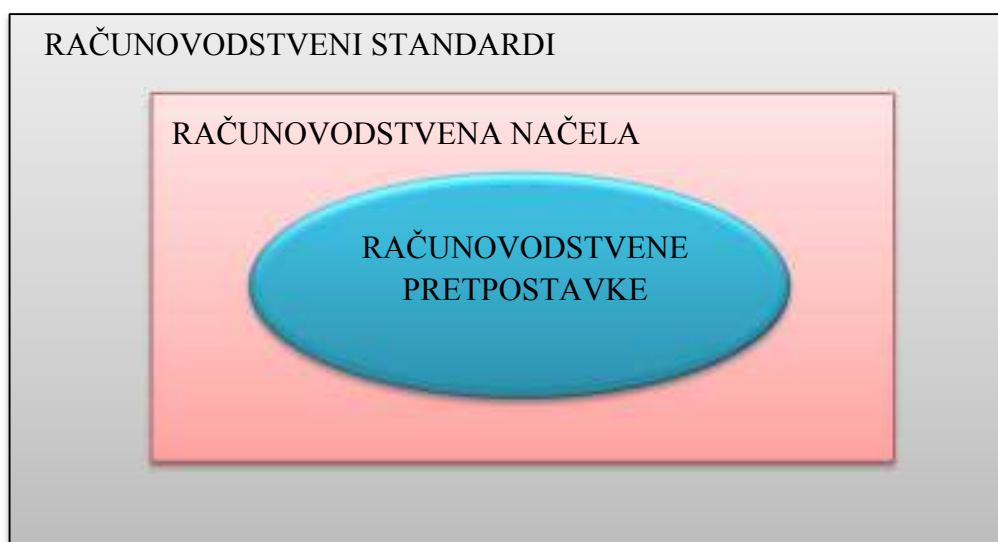 RAČUNOVODSTVENI STANDARDI
RAČUNOVODSTVENA NAČELA
RAČUNOVODSTVENE
PRETPOSTAVKE